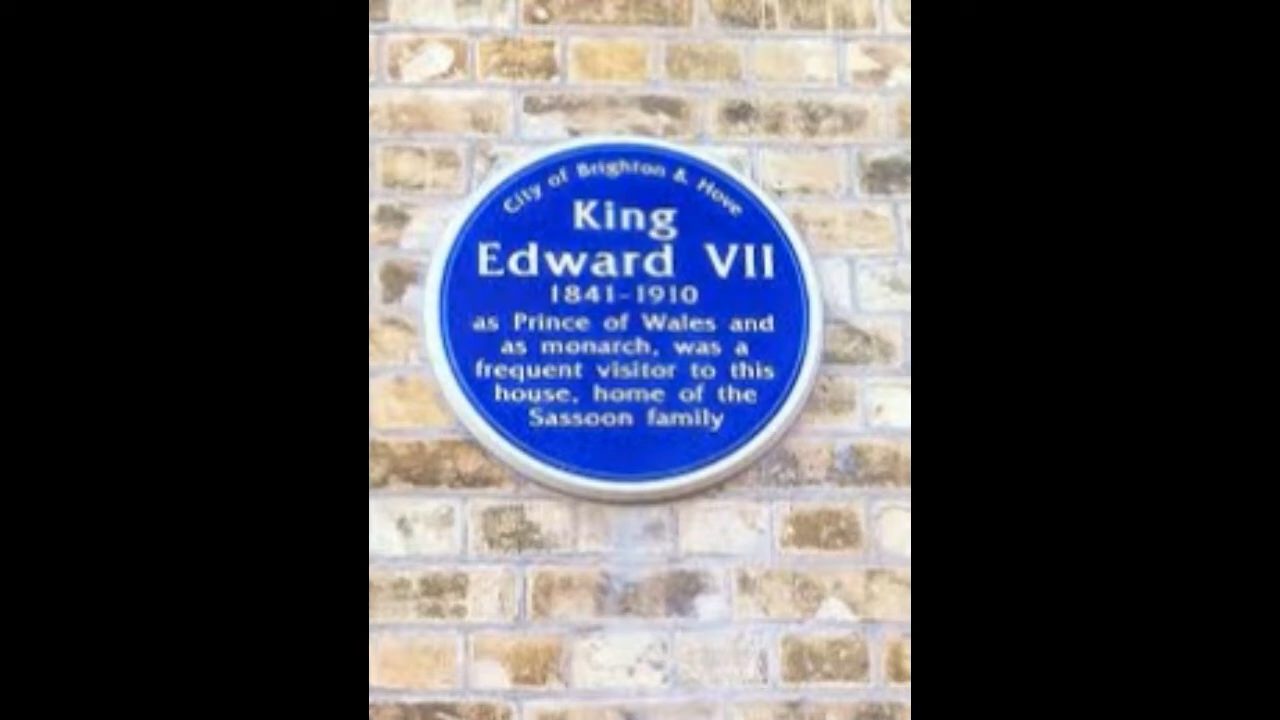 City of Brighton & Hove
King
Edward VII
1841-1910
as Prince of Wales and
as monarch, was a
frequent visitor to this
house, home of the
Sassoon family